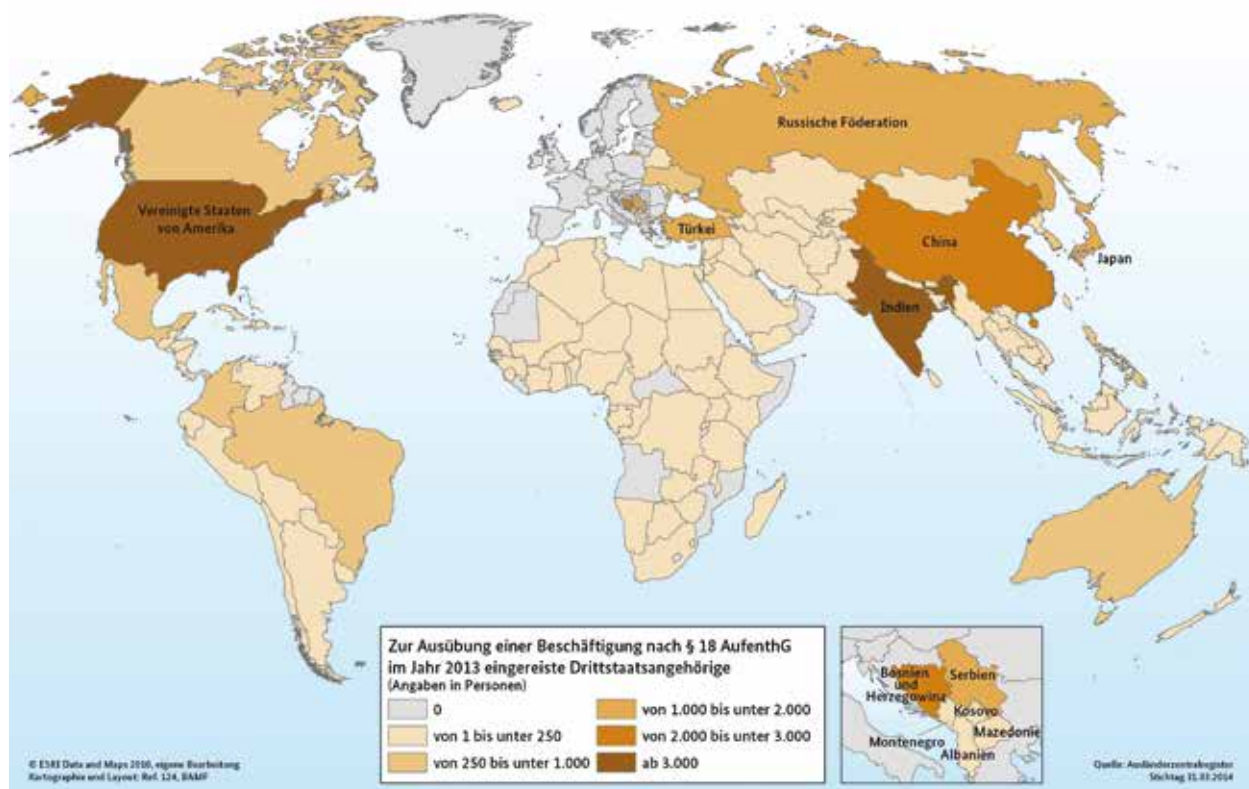 Russische Föderation
Vereinigte Staaten
von Amerika
Türkei
China
Japan
Indien
Zur Ausübung einer Beschäftigung nach § 18 AufenthG
im Jahr 2013 eingereiste Drittstaatsangehörige
(Angaben in Personen)
0
von 1 bis unter 250
von 250 bis unter 1.000
von 1.000 bis unter 2.000
von 2.000 bis unter 3.000
ab 3.000
Bosnien
und
Herzegowina
Serbien
Kosovo
Mazedonien
Montenegro
Albanien
© ESRI Data and Maps 2008, eigene Bearbeitung
Kartographie und Layout: Ref. 124, BAMF
Quelle: Ausländerzentralregister
Stichtag 31.03.2014